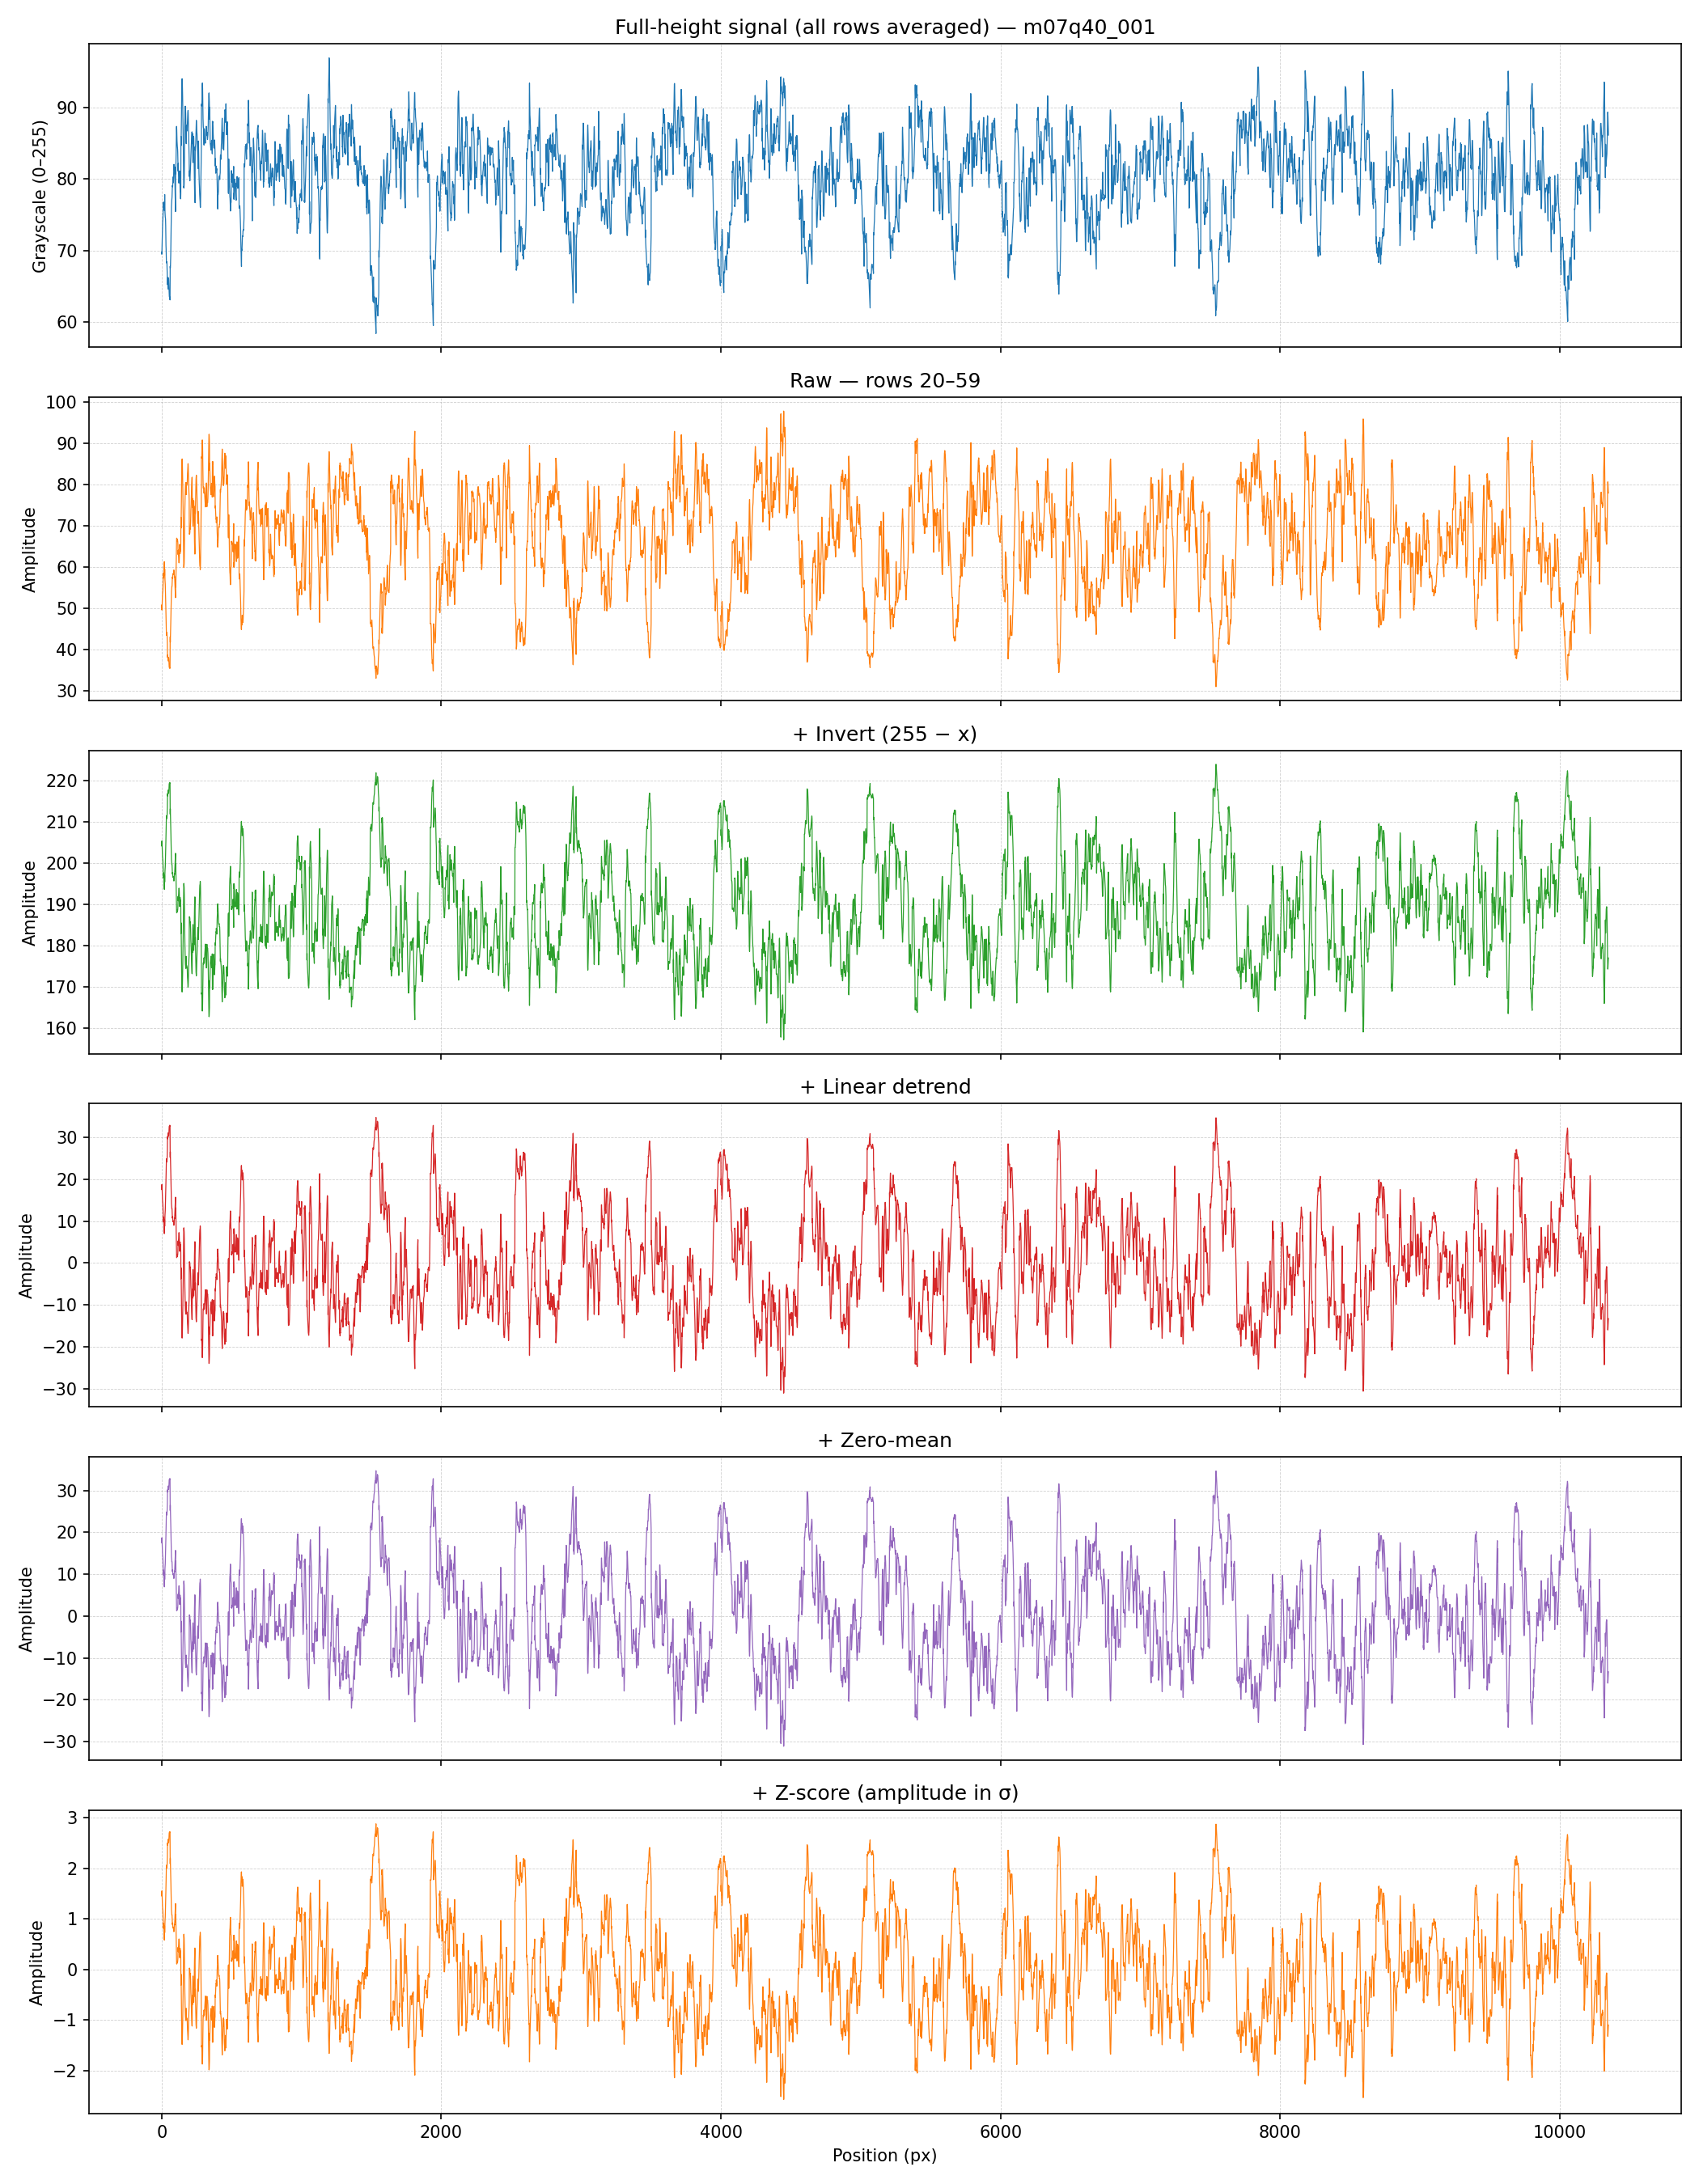 Full-height signal (all rows averaged) — m07q40_001
Grayscale (0–255)
90
80
70
60
Raw — rows 20–59
Amplitude
100
90
80
70
60
50
40
30
+ Invert (255 − x)
Amplitude
220
210
200
190
180
170
160
+ Linear detrend
Amplitude
30
20
10
0
−10
−20
−30
+ Zero-mean
Amplitude
30
20
10
0
−10
−20
−30
+ Z-score (amplitude in σ)
Amplitude
3
2
1
0
−1
−2
0 2000 4000 6000 8000 10000
Position (px)